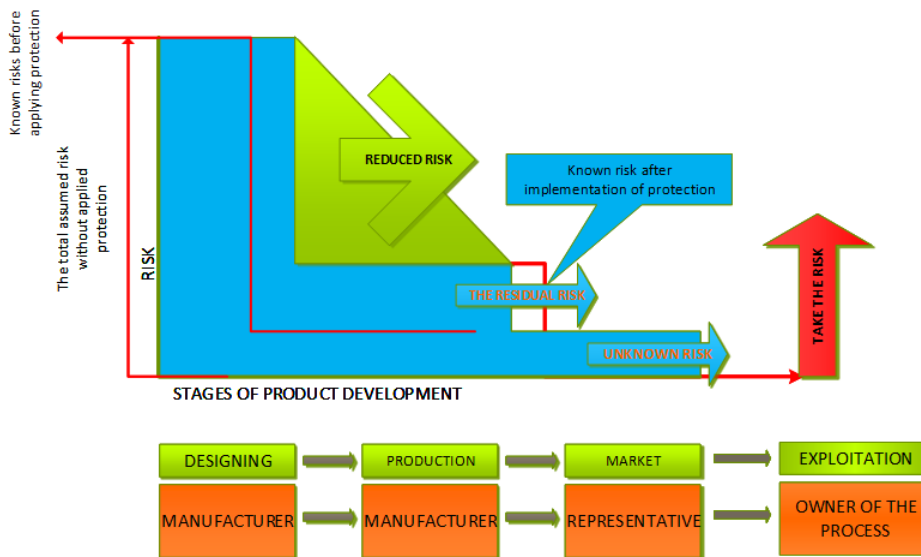 Known risks before
applying protection
The total assumed risk
without applied
protection
RISK
REDUCED RISK
Known risk after
implementation of protection
THE RESIDUAL RISK
UNKNOWN RISK
TAKE THE RISK
STAGES OF PRODUCT DEVELOPMENT
DESIGNING
PRODUCTION
MARKET
EXPLOITATION
MANUFACTURER
MANUFACTURER
REPRESENTATIVE
OWNER OF THE
PROCESS